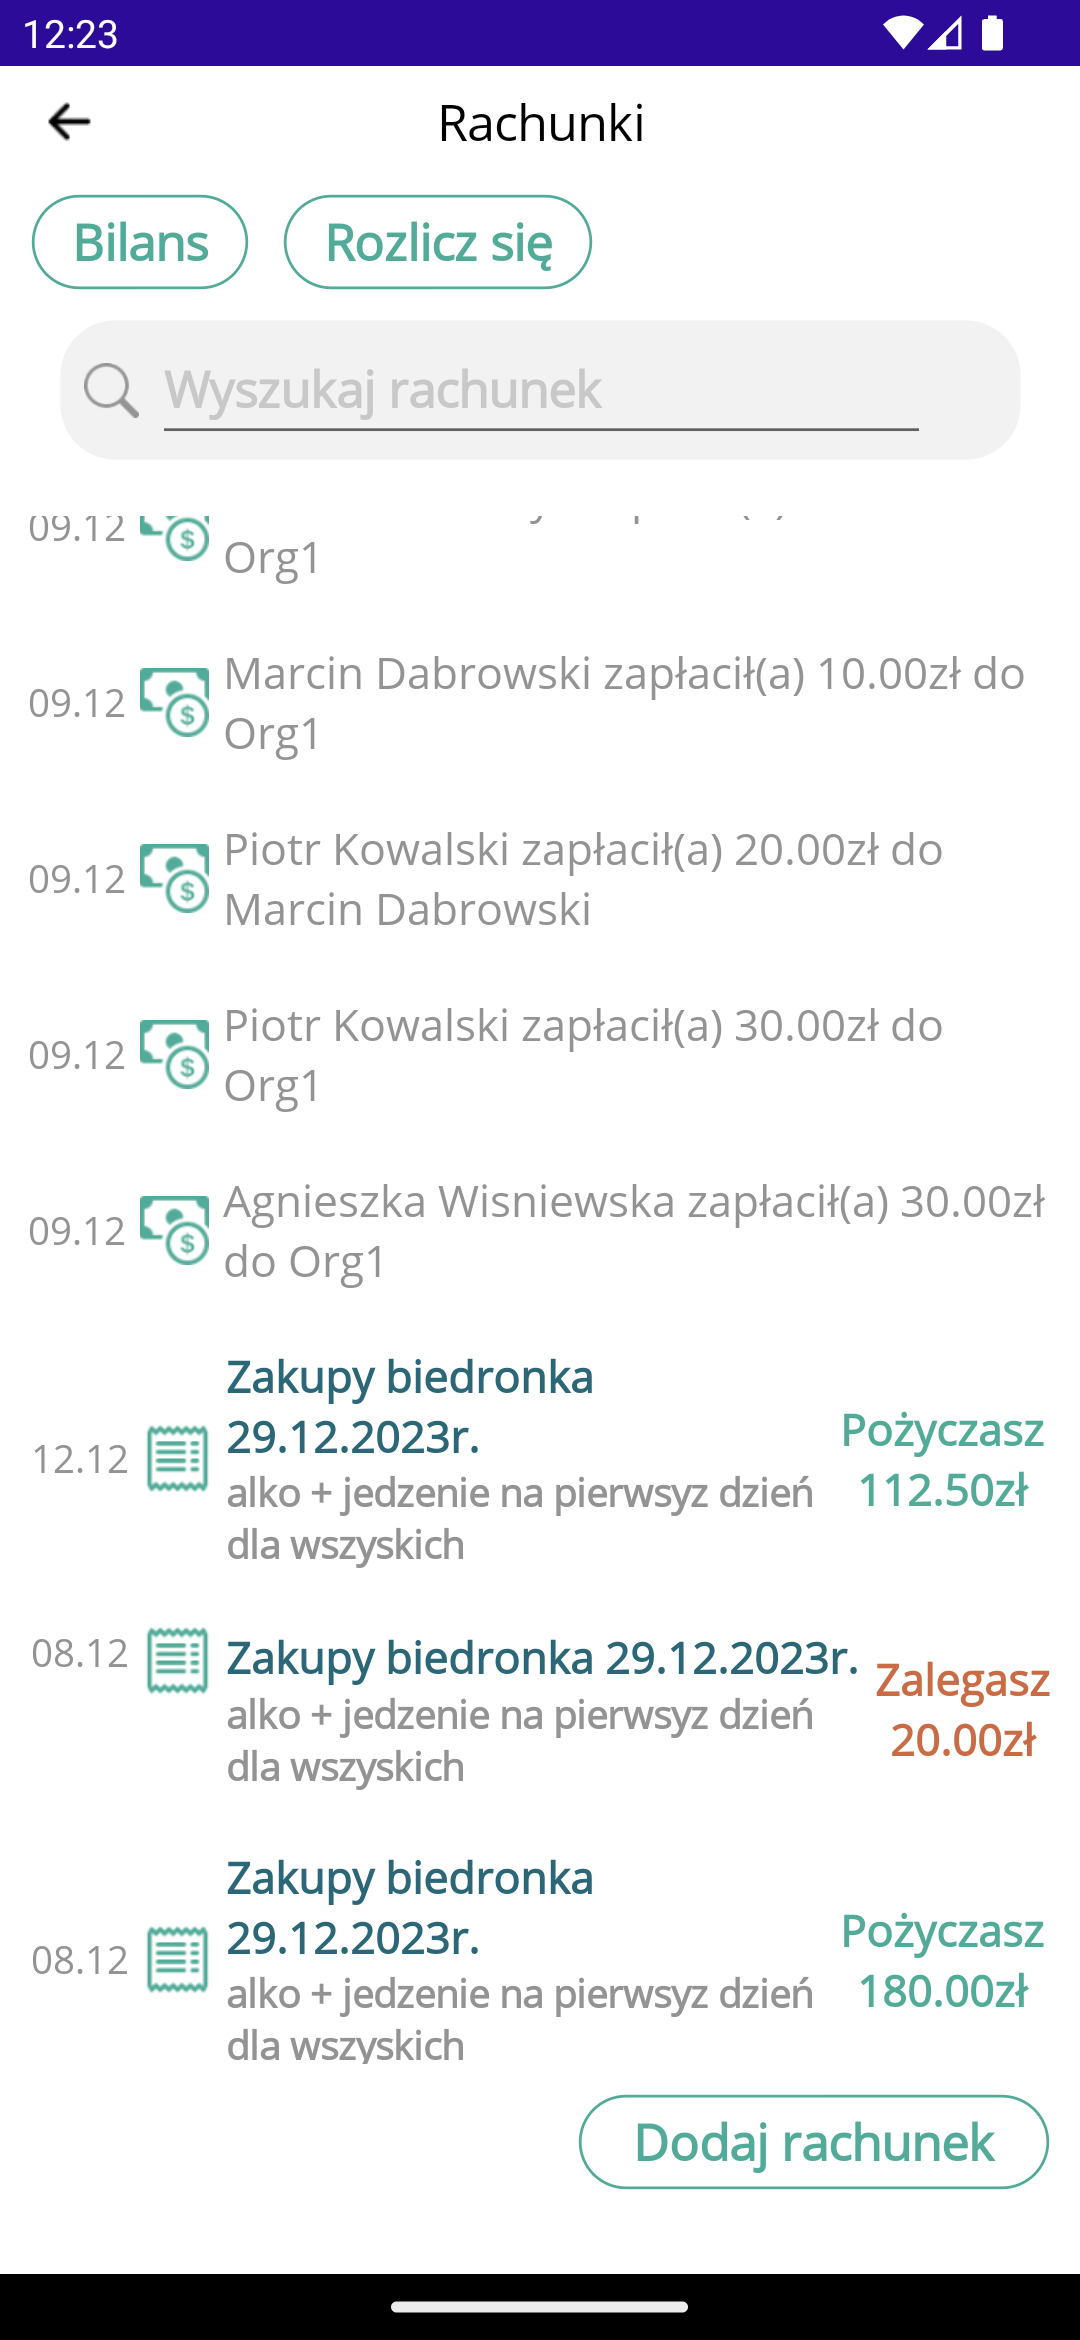 12:23
Rachunki
Bilans
Rozlicz się
Wyszukaj rachunek
09.12
Org1
09.12
Marcin Dabrowski zapłacił(a) 10.00zł do
Org1
09.12
Piotr Kowalski zapłacił(a) 20.00zł do
Marcin Dabrowski
09.12
Piotr Kowalski zapłacił(a) 30.00zł do
Org1
09.12
Agnieszka Wisniewska zapłacił(a) 30.00zł
do Org1
12.12
Zakupy biedronka
29.12.2023r.
alko + jedzenie na pierwsyz dzień
dla wszyskich
Pożyczasz
112.50zł
08.12
Zakupy biedronka 29.12.2023r.
alko + jedzenie na pierwsyz dzień
dla wszyskich
Zalegasz
20.00zł
08.12
Zakupy biedronka
29.12.2023r.
alko + jedzenie na pierwsyz dzień
dla wszyskich
Pożyczasz
180.00zł
Dodaj rachunek